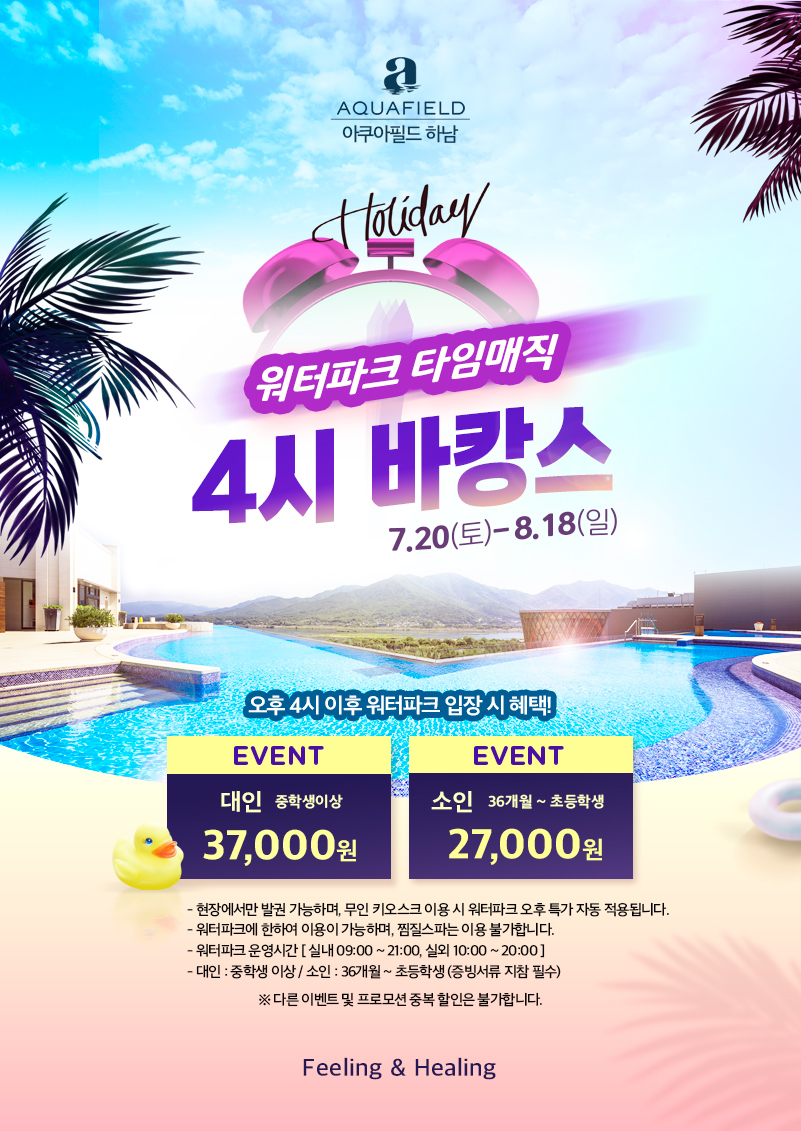 a
AQUAFIELD
아쿠아필드 하남
Holiday
워터파크 타임매직
4시 바캉스
7.20(토)-8.18(일)
오후 4시 이후 워터파크 입장 시 혜택!
EVENT
대인 중학생이상
37,000원
EVENT
소인 36개월 ~ 초등학생
27,000원
- 현장에서만 발권 가능하며, 무인 키오스크 이용 시 워터파크 오후 특가 자동 적용됩니다.
- 워터파크에 한하여 이용이 가능하며, 찜질스파는 이용 불가합니다.
- 워터파크 운영시간 [ 실내 09:00 ~ 21:00, 실외 10:00 ~ 20:00 ]
- 대인 : 중학생 이상 / 소인 : 36개월 ~ 초등학생 (증빙서류 지참 필수)
※ 다른 이벤트 및 프로모션 중복 할인은 불가합니다.
Feeling & Healing